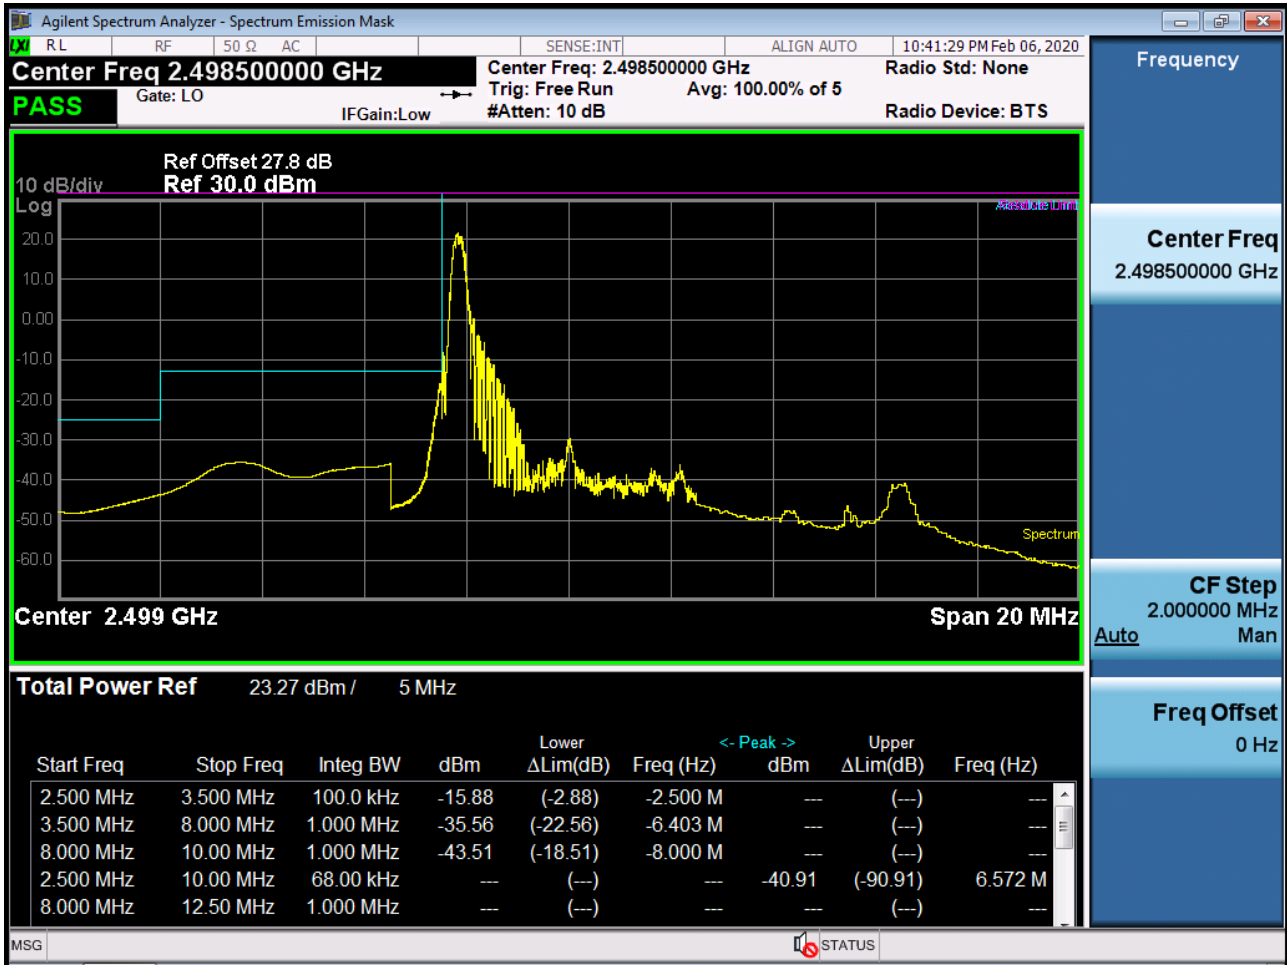 Agilent Spectrum Analyzer - Spectrum Emission Mask
LXI RL RF 50 Ω AC SENSE:INT ALIGN AUTO 10:41:29 PM Feb 06, 2020
Center Freq 2.498500000 GHz
Center Freq: 2.498500000 GHz Radio Std: None
PASS Gate: LO Trig: Free Run Avg: 100.00% of 5
IFGain:Low #Atten: 10 dB Radio Device: BTS
Ref Offset 27.8 dB
10 dB/div Ref 30.0 dBm
Log
20.0
10.0
0.00
-10.0
-20.0
-30.0
-40.0
-50.0
-60.0
Spectrum
Center 2.499 GHz Span 20 MHz
Total Power Ref 23.27 dBm / 5 MHz
Lower <- Peak -> Upper
Start Freq Stop Freq Integ BW dBm ΔLim(dB) Freq (Hz) dBm ΔLim(dB) Freq (Hz)
2.500 MHz 3.500 MHz 100.0 kHz -15.88 (-2.88) -2.500 M --- (---) ---
3.500 MHz 8.000 MHz 1.000 MHz -35.56 (-22.56) -6.403 M --- (---) ---
8.000 MHz 10.00 MHz 1.000 MHz -43.51 (-18.51) -8.000 M --- (---) ---
2.500 MHz 10.00 MHz 68.00 kHz --- (---) --- -40.91 (-90.91) 6.572 M
8.000 MHz 12.50 MHz 1.000 MHz --- (---) --- --- (---) ---
MSG STATUS
Frequency
Center Freq
2.498500000 GHz
CF Step
2.000000 MHz
Auto Man
Freq Offset
0 Hz